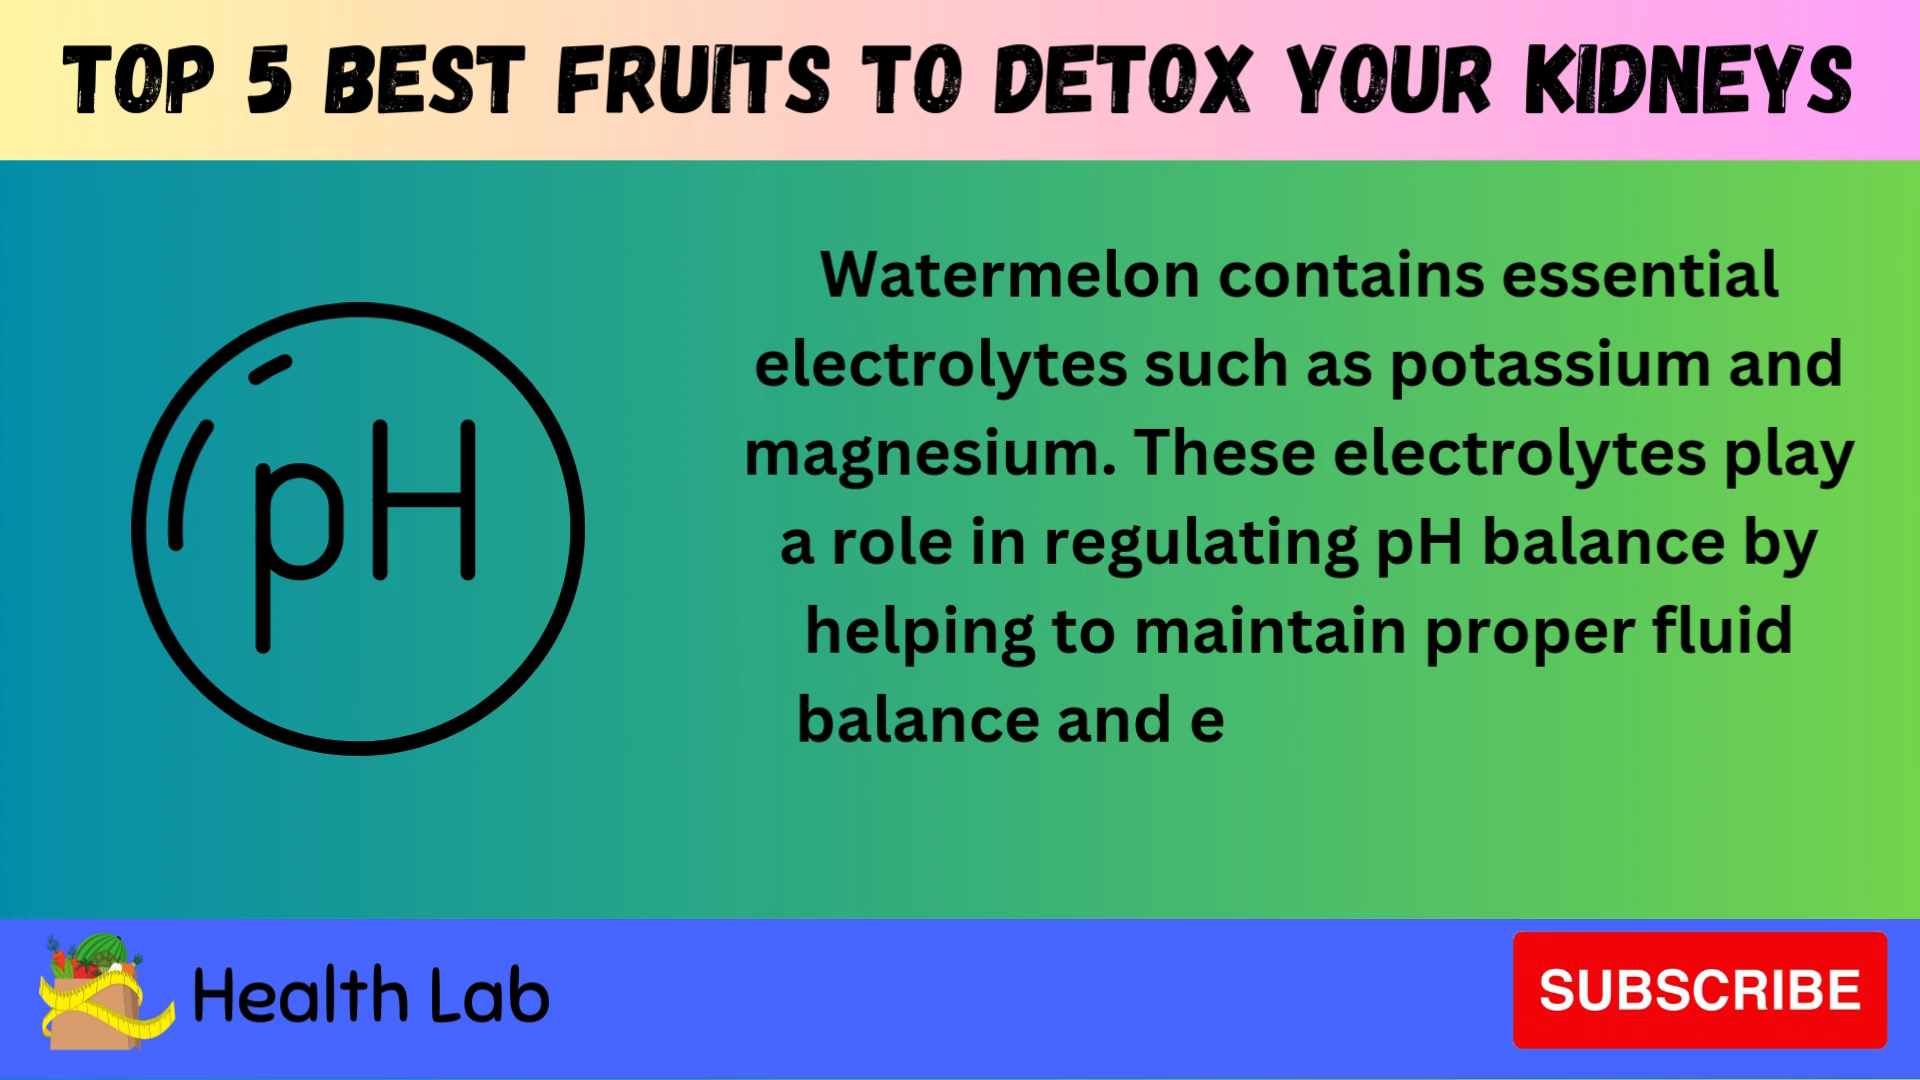 TOP 5 BEST FRUITS TO DETOX YOUR KIDNEYS
pH
Watermelon contains essential
electrolytes such as potassium and
magnesium. These electrolytes play
a role in regulating pH balance by
helping to maintain proper fluid
balance and e
Health Lab
SUBSCRIBE